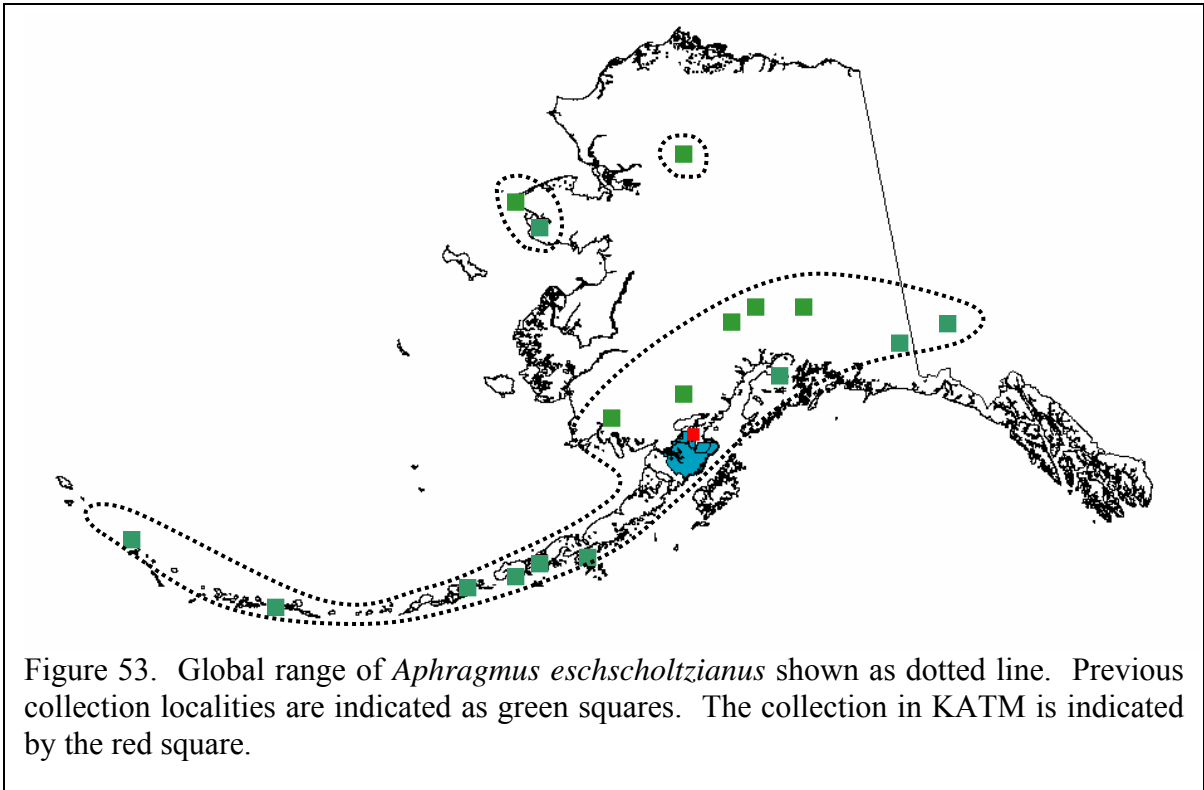 Figure 53. Global range of Aphragmus eschscholtzianus shown as dotted line. Previous
collection localities are indicated as green squares. The collection in KATM is indicated
by the red square.